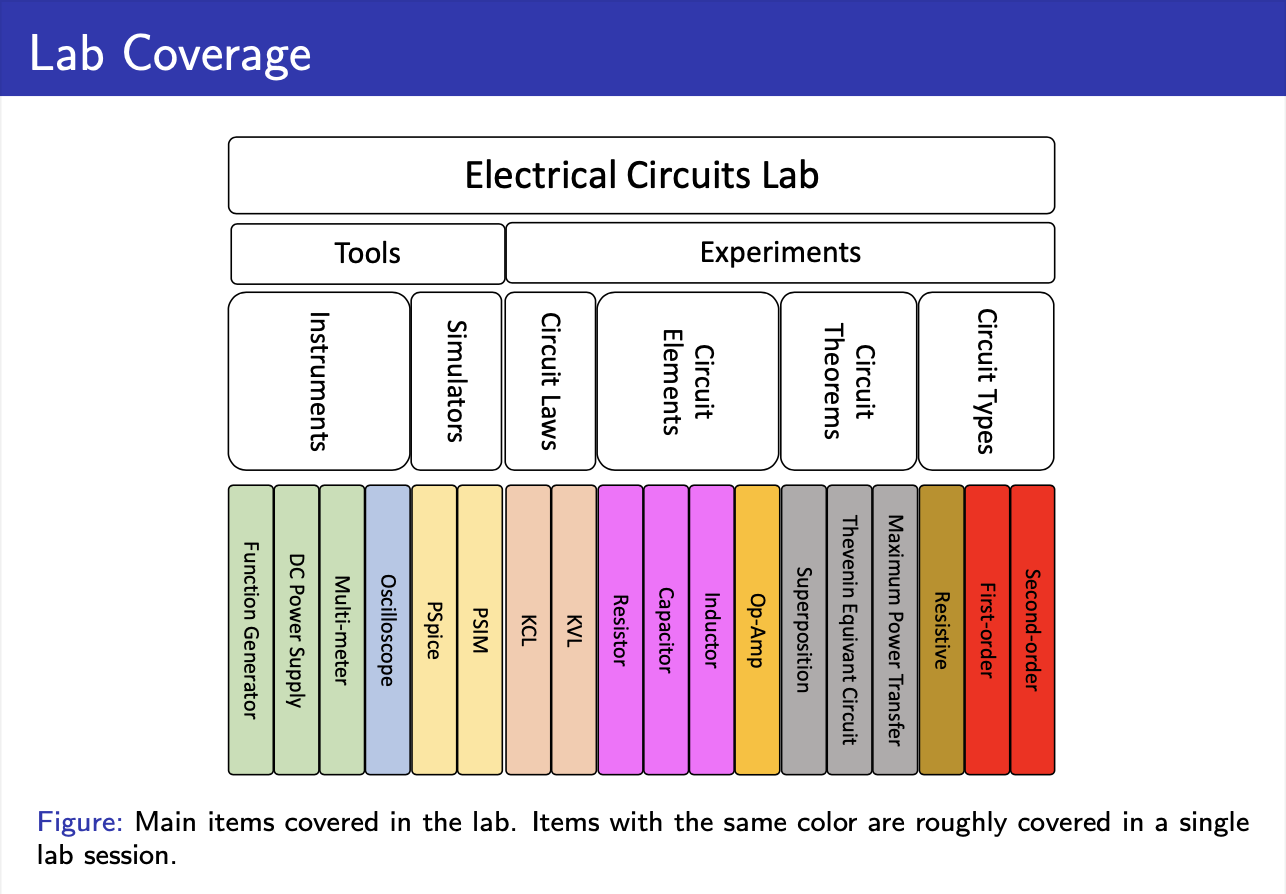 Lab Coverage
Electrical Circuits Lab
Tools
Experiments
Instruments
Simulators
Circuit Laws
Circuit
Elements
Circuit
Theorems
Circuit Types
Function Generator
DC Power Supply
Multi-meter
Oscilloscope
PSpice
PSIM
KCL
KVL
Resistor
Capacitor
Inductor
Op-Amp
Superposition
Thevenin Equivant Circuit
Maximum Power Transfer
Resistive
First-order
Second-order
Figure: Main items covered in the lab. Items with the same color are roughly covered in a single
lab session.